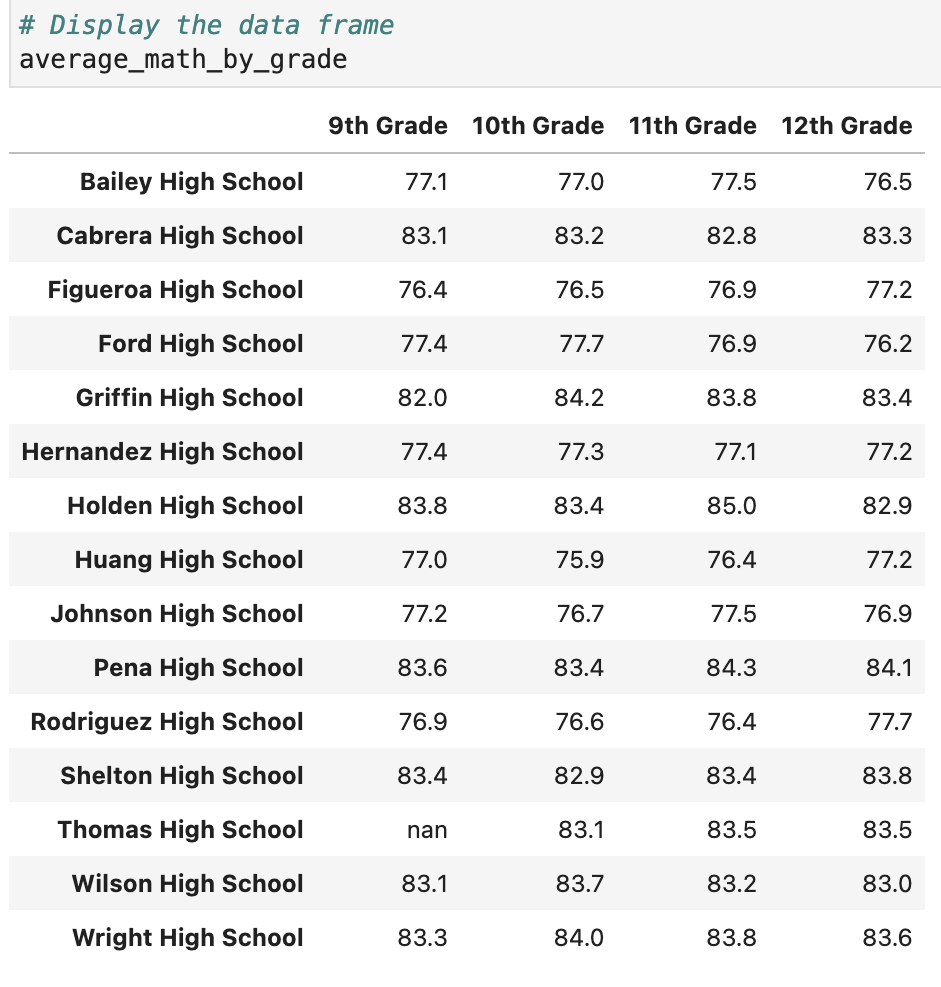 # Display the data frame
average_math_by_grade
9th Grade 10th Grade 11th Grade 12th Grade
Bailey High School 77.1 77.0 77.5 76.5
Cabrera High School 83.1 83.2 82.8 83.3
Figueroa High School 76.4 76.5 76.9 77.2
Ford High School 77.4 77.7 76.9 76.2
Griffin High School 82.0 84.2 83.8 83.4
Hernandez High School 77.4 77.3 77.1 77.2
Holden High School 83.8 83.4 85.0 82.9
Huang High School 77.0 75.9 76.4 77.2
Johnson High School 77.2 76.7 77.5 76.9
Pena High School 83.6 83.4 84.3 84.1
Rodriguez High School 76.9 76.6 76.4 77.7
Shelton High School 83.4 82.9 83.4 83.8
Thomas High School nan 83.1 83.5 83.5
Wilson High School 83.1 83.7 83.2 83.0
Wright High School 83.3 84.0 83.8 83.6